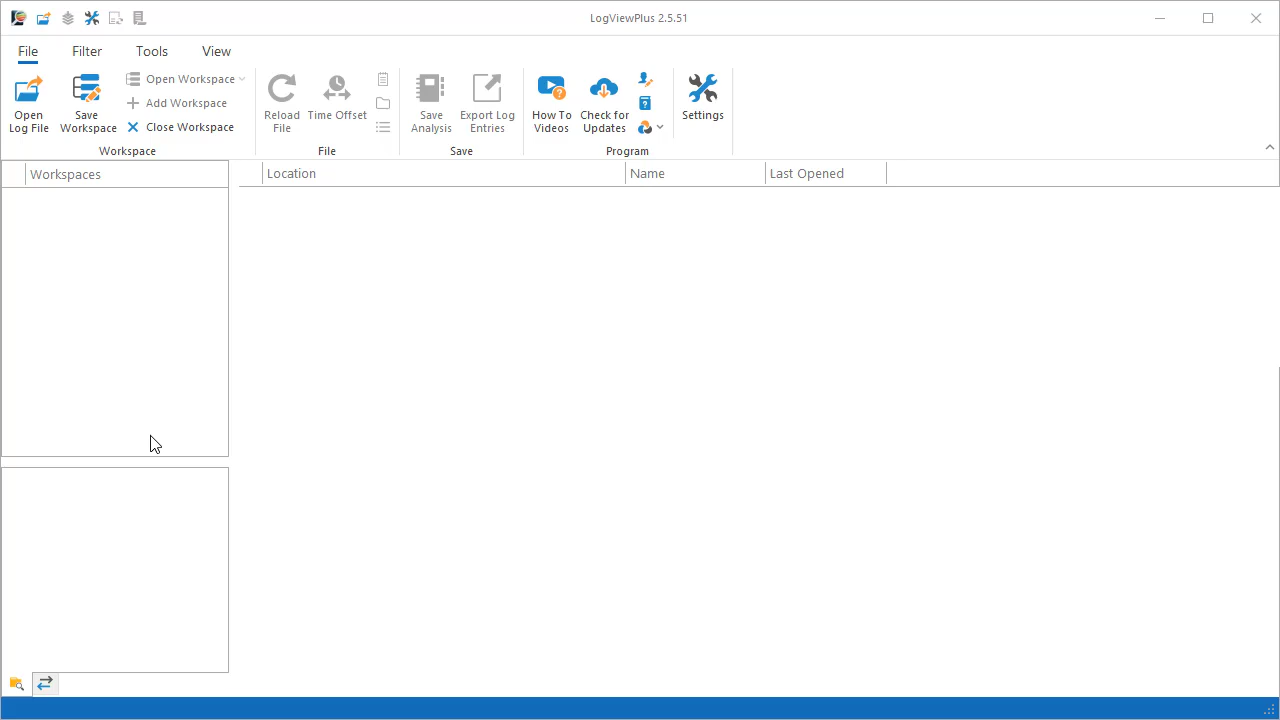 LogViewPlus 2.5.51
File Filter Tools View
Open Log File
Save Workspace
Open Workspace
Add Workspace
Close Workspace
Workspace
Reload File
Time Offset
File
Save Analysis
Export Log Entries
Save
How To Videos
Check for Updates
Program
Settings
Workspaces
Location Name Last Opened